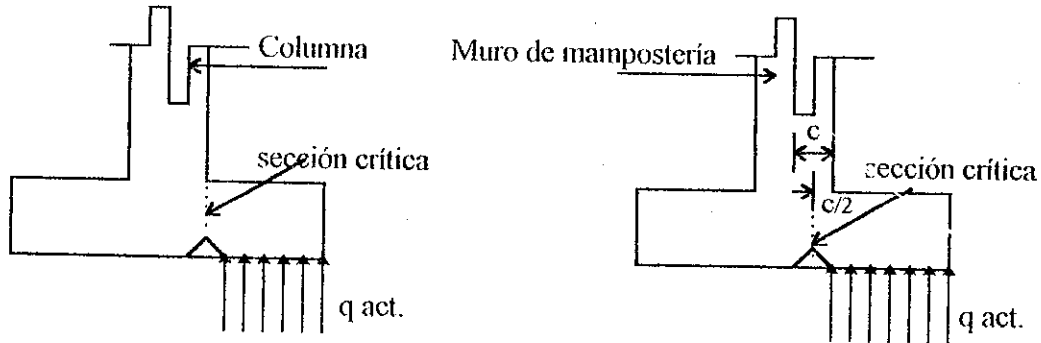 Columna
sección crítica
q act.
Muro de mampostería
c
sección crítica
c/2
q act.